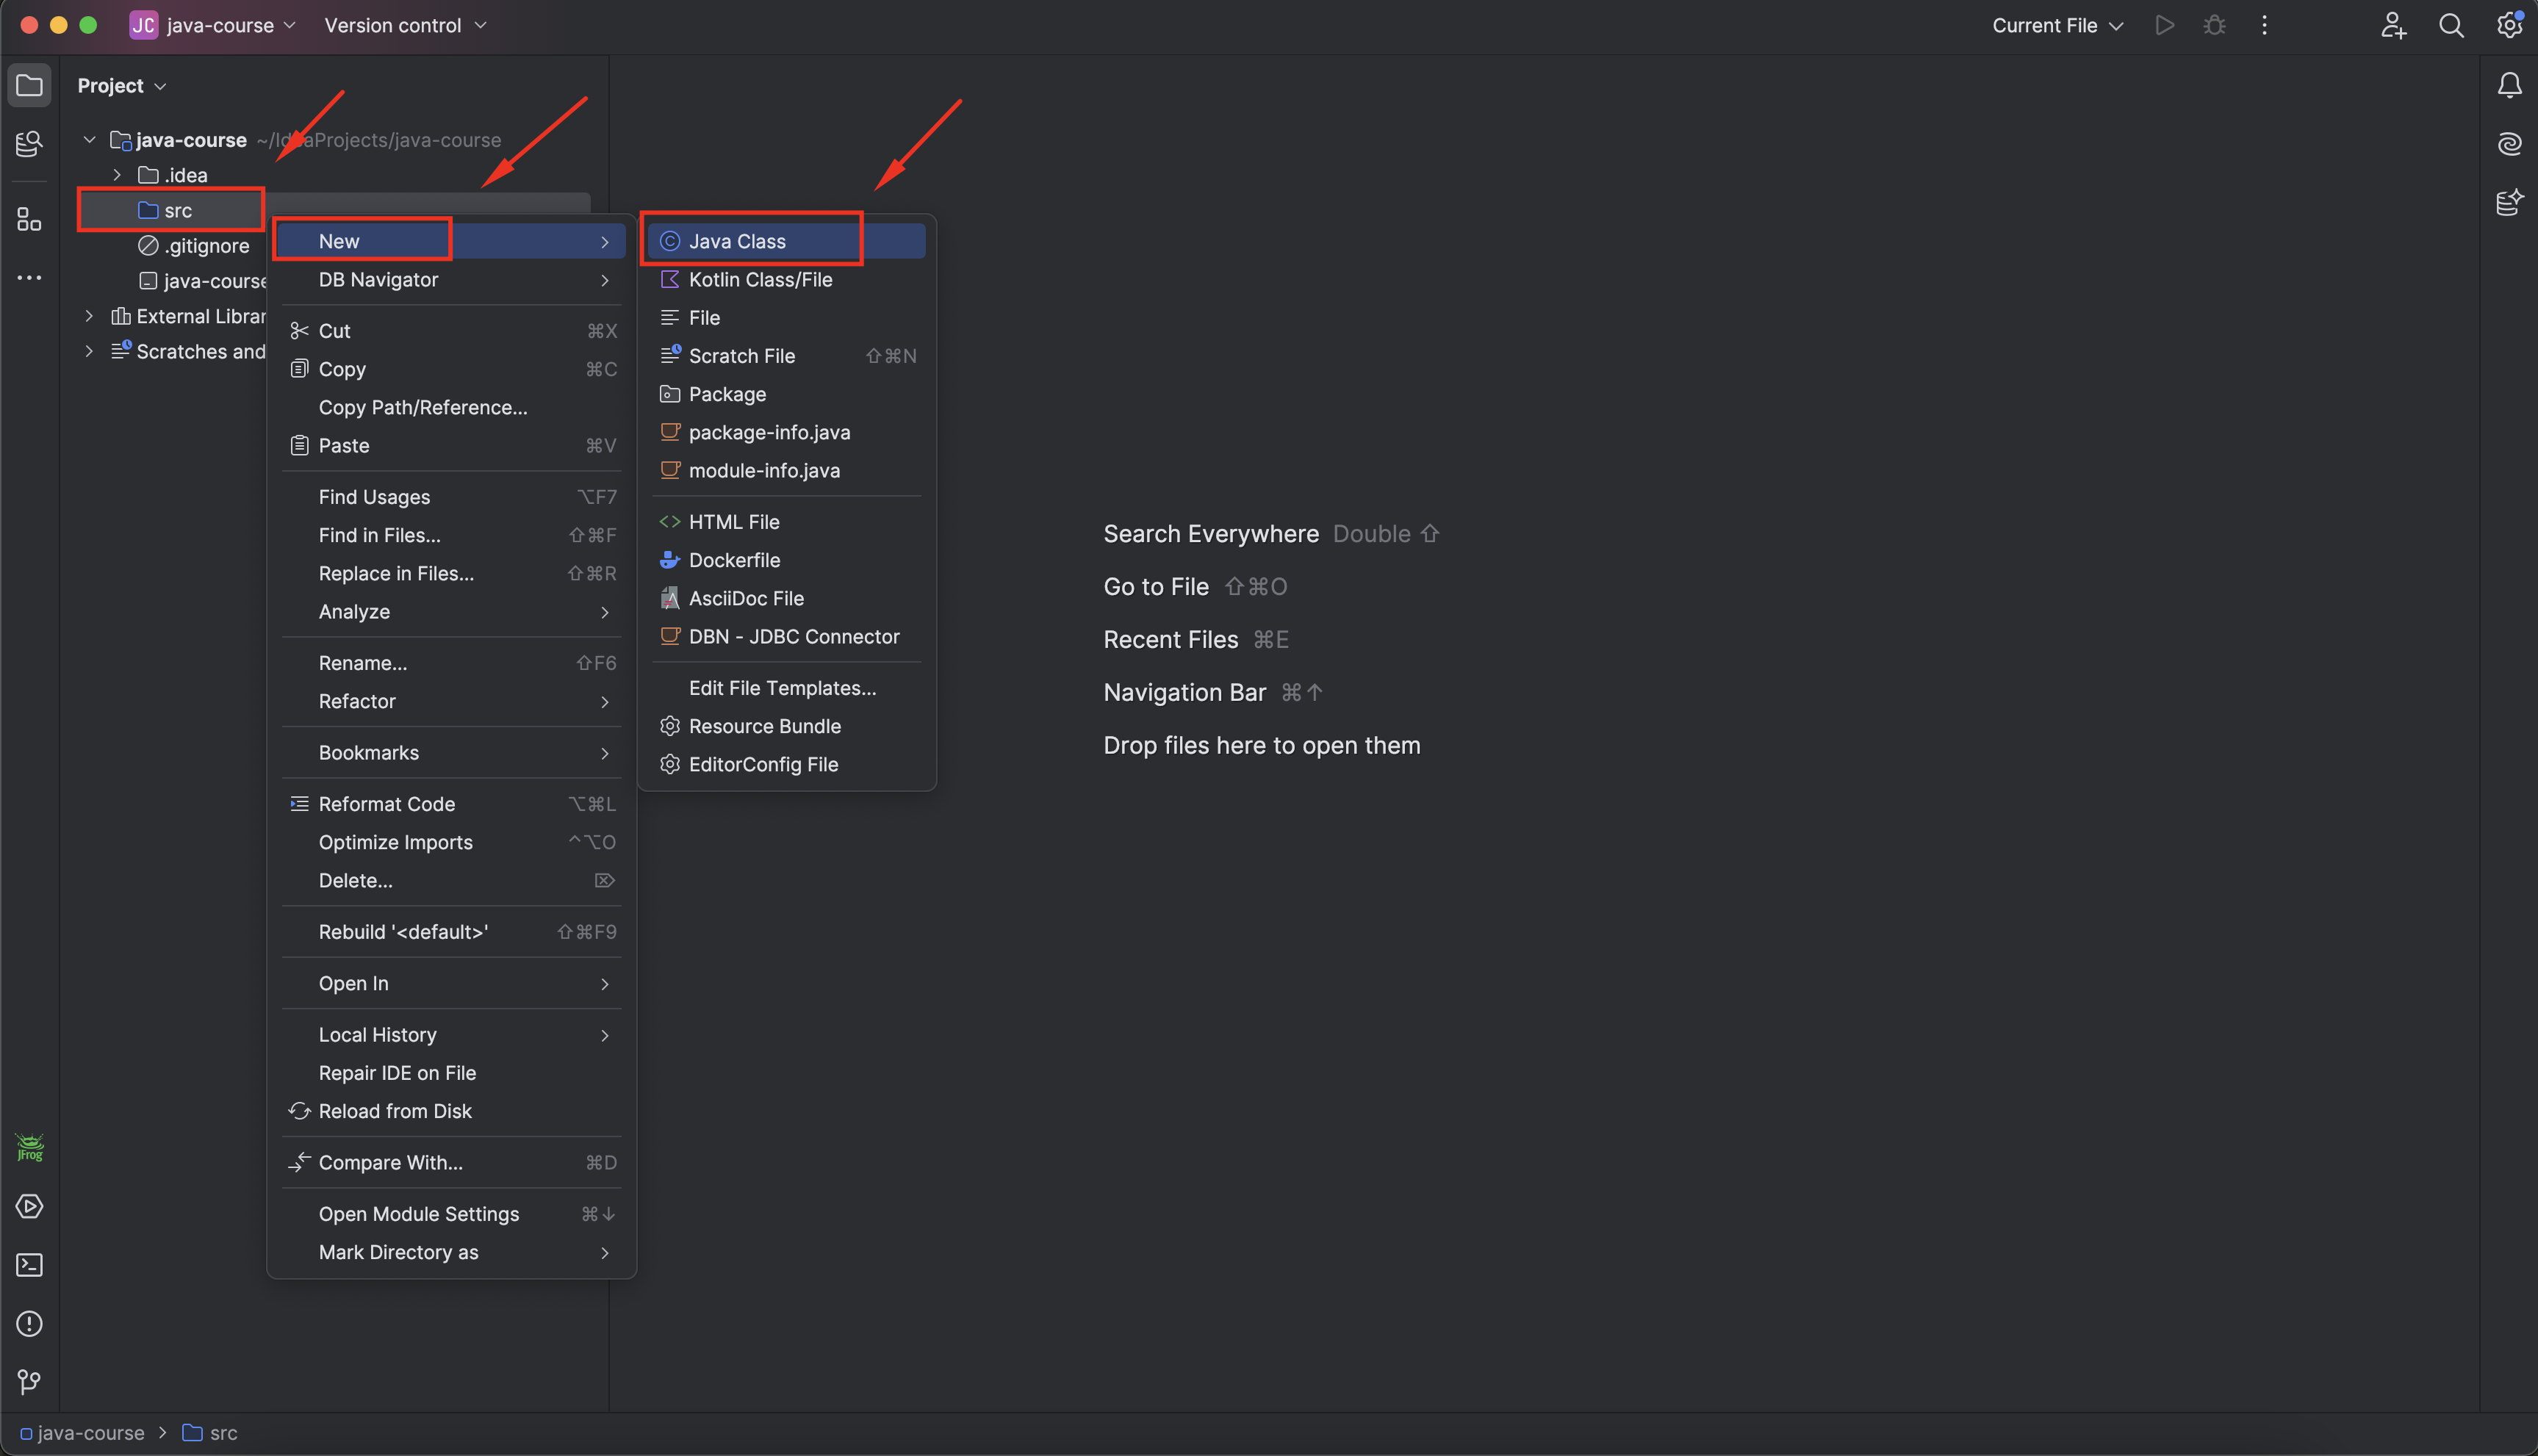 JC java-course Version control Current File
Project
java-course ~/IdeaProjects/java-course
.idea
src
.gitignore
java-course
External Librar
Scratches and
New
DB Navigator
Cut ⌘X
Copy ⌘C
Copy Path/Reference...
Paste ⌘V
Find Usages ⌥F7
Find in Files... ⇧⌘F
Replace in Files... ⇧⌘R
Analyze
Rename... ⇧F6
Refactor
Bookmarks
Reformat Code ⌥⌘L
Optimize Imports ^⌥O
Delete... ⌦
Rebuild '<default>' ⇧⌘F9
Open In
Local History
Repair IDE on File
Reload from Disk
Compare With... ⌘D
Open Module Settings ⌘↓
Mark Directory as
Java Class
Kotlin Class/File
File
Scratch File ⇧⌘N
Package
package-info.java
module-info.java
HTML File
Dockerfile
AsciiDoc File
DBN - JDBC Connector
Edit File Templates...
Resource Bundle
EditorConfig File
Search Everywhere Double ⇧
Go to File ⇧⌘O
Recent Files ⌘E
Navigation Bar ⌘↑
Drop files here to open them
JFrog
java-course > src